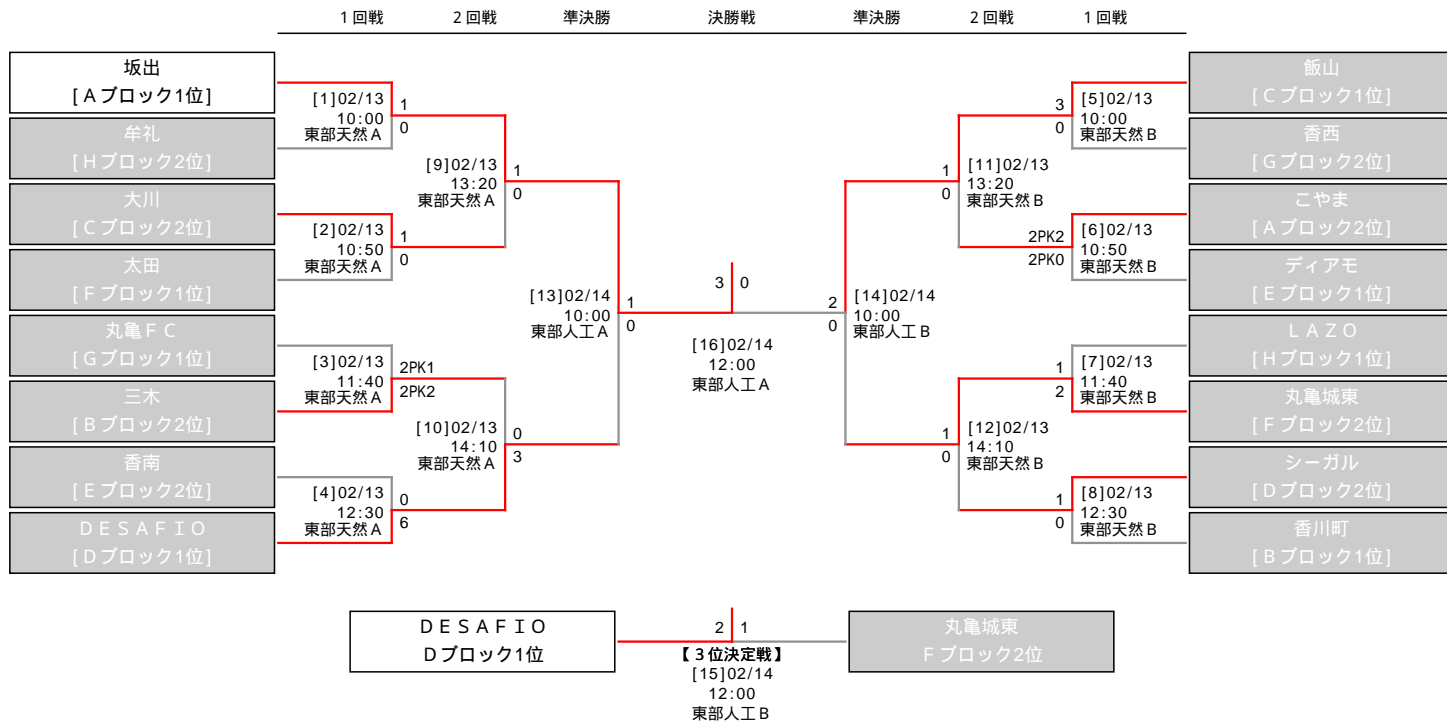 1回戦 2回戦 準決勝 決勝戦 準決勝 2回戦 1回戦
坂出
[Aブロック1位]
牟礼
[Hブロック2位]
大川
[Cブロック2位]
太田
[Fブロック1位]
丸亀FC
[Gブロック1位]
三木
[Bブロック2位]
香南
[Eブロック2位]
DESAFIO
[Dブロック1位]
[1]02/13
10:00
東部天然A
1
0
[2]02/13
10:50
東部天然A
1
0
[3]02/13
11:40
東部天然A
2PK1
2PK2
[4]02/13
12:30
東部天然A
0
6
[9]02/13
13:20
東部天然A
1
0
[10]02/13
14:10
東部天然A
0
3
[13]02/14
10:00
東部人工A
1
0
3 0
[16]02/14
12:00
東部人工A
2
0
[14]02/14
10:00
東部人工B
1
0
[11]02/13
13:20
東部天然B
1
0
[12]02/13
14:10
東部天然B
3
0
[5]02/13
10:00
東部天然B
2PK2
2PK0
[6]02/13
10:50
東部天然B
1
2
[7]02/13
11:40
東部天然B
1
0
[8]02/13
12:30
東部天然B
飯山
[Cブロック1位]
香西
[Gブロック2位]
こやま
[Aブロック2位]
ディアモ
[Eブロック1位]
LAZO
[Hブロック1位]
丸亀城東
[Fブロック2位]
シーガル
[Dブロック2位]
香川町
[Bブロック1位]
DESAFIO
Dブロック1位
2 1
【3位決定戦】
[15]02/14
12:00
東部人工B
丸亀城東
Fブロック2位